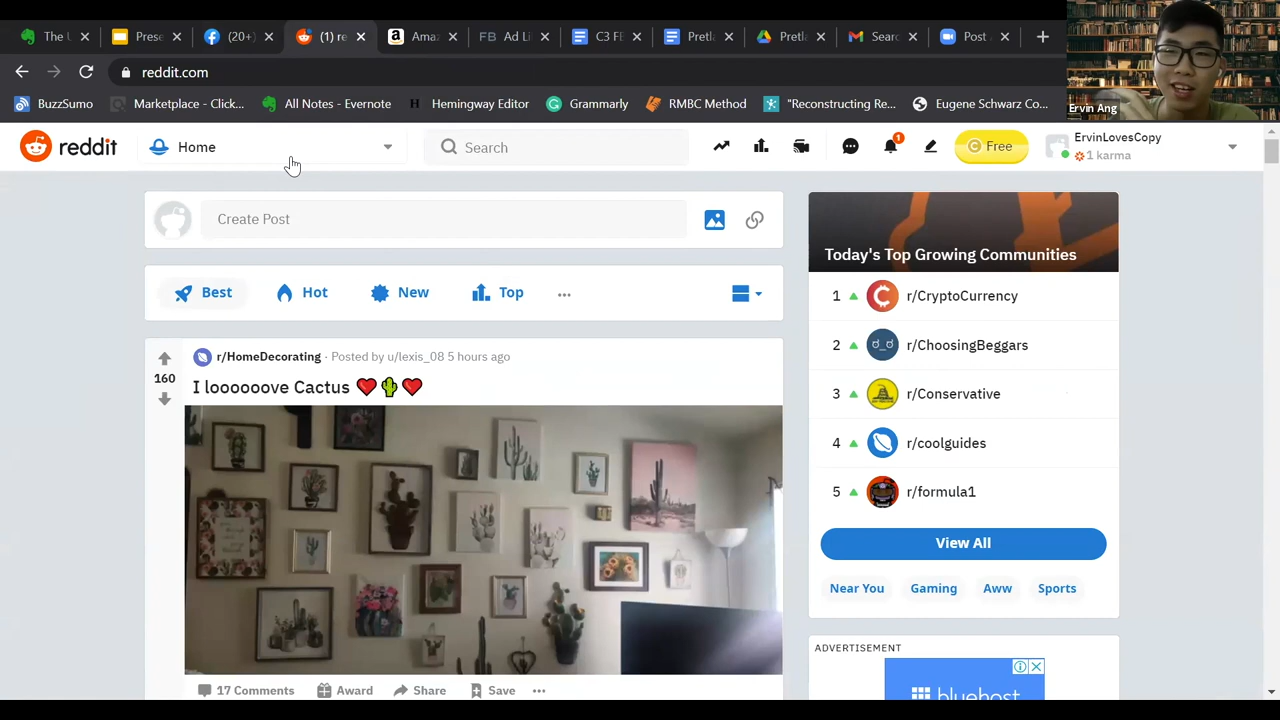 The U
Prese
(20+)
(1) re
Ama
Ad Li
C3 FE
Pretla
Pretla
Searc
Post A
reddit.com
BuzzSumo
Marketplace - Click...
All Notes - Evernote
Hemingway Editor
Grammarly
RMBC Method
"Reconstructing Re...
Eugene Schwarz Co...
Ervin Ang
reddit
Home
Search
1
Free
ErvinLovesCopy
1 karma
Create Post
Best
Hot
New
Top
r/HomeDecorating · Posted by u/lexis_08 5 hours ago
160
I loooooove Cactus ❤️🌵❤️
17 Comments
Award
Share
Save
Today's Top Growing Communities
1 r/CryptoCurrency
2 r/ChoosingBeggars
3 r/Conservative
4 r/coolguides
5 r/formula1
View All
Near You
Gaming
Aww
Sports
ADVERTISEMENT
bluehost